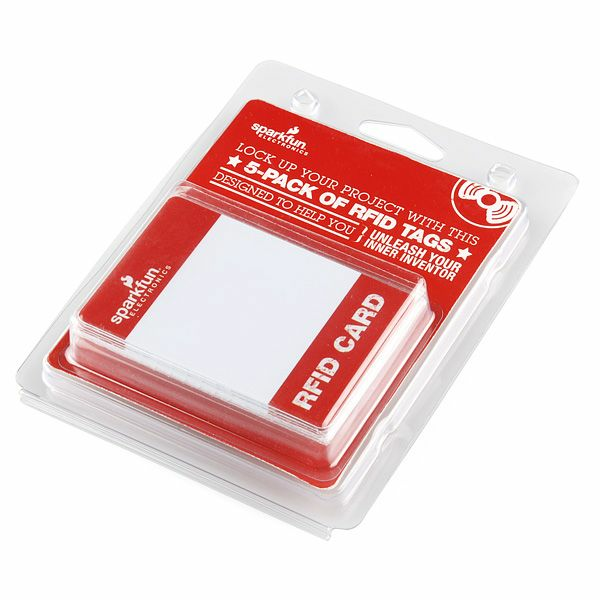 sparkfun
ELECTRONICS
LOCK UP YOUR PROJECT WITH THIS
★ 5-PACK OF RFID TAGS ★
DESIGNED TO HELP YOU } UNLEASH YOUR
INNER INVENTOR
sparkfun
ELECTRONICS
RFID CARD